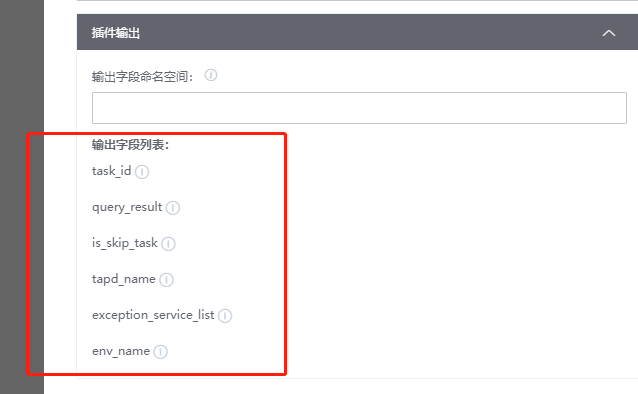 插件输出
输出字段命名空间：
输出字段列表：
task_id
query_result
is_skip_task
tapd_name
exception_service_list
env_name